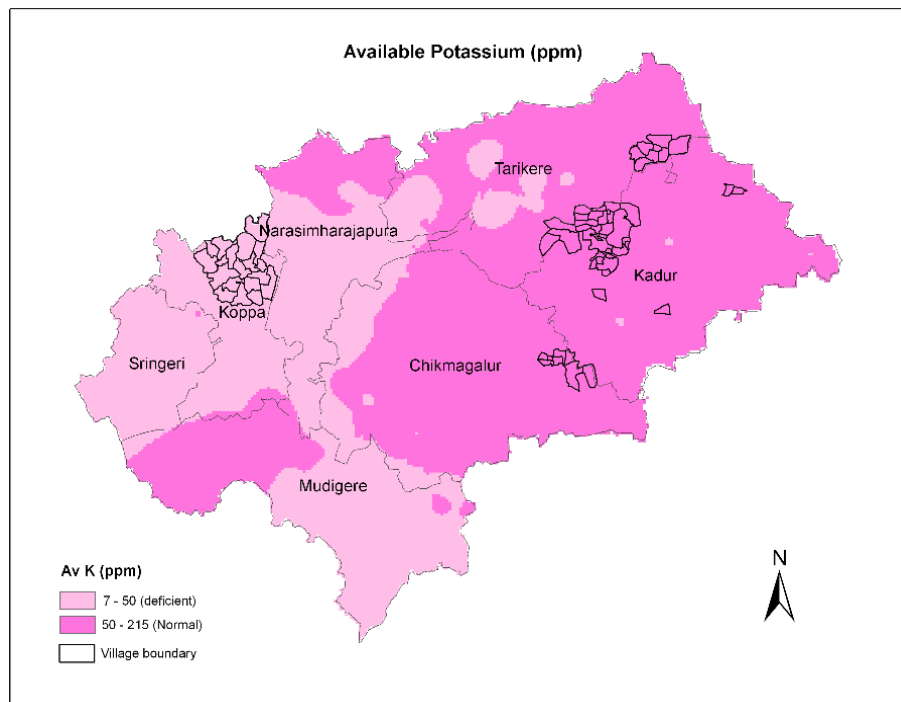 Available Potassium (ppm)
Tarikere
Narasimharajapura
Kadur
Koppa
Sringeri
Chikmagalur
Mudigere
Av K (ppm)
7 - 50 (deficient)
50 - 215 (Normal)
Village boundary
N